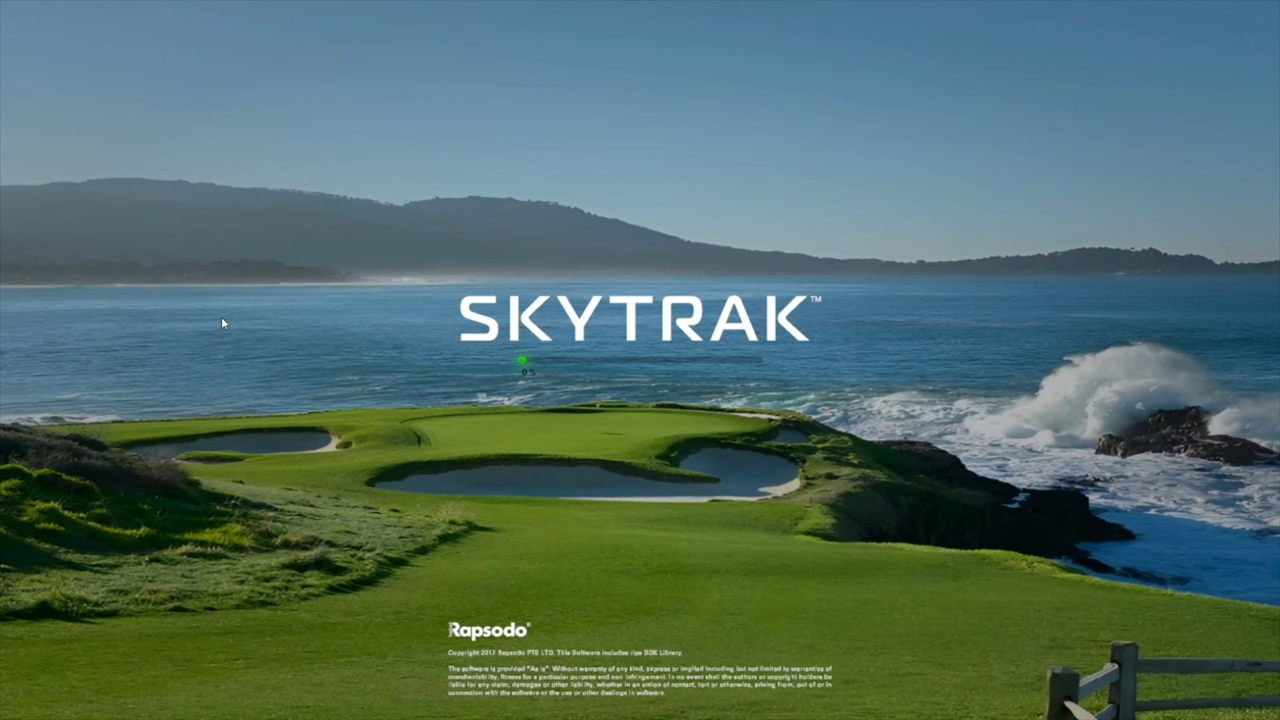 SKYTRAK™
0 %
Rapsodo®
Copyright 2017 Rapsodo PTE LTD. This Software includes ripe SDK Library.
The software is provided "As is". Without warranty of any kind, express or implied including but not limited to warranties of
merchantability, fitness for a particular purpose and non infringement. In no event shall the authors or copyright holders be
liable for any claim, damages or other liability, whether in an action of contract, tort or otherwise, arising from, out of or in
connection with the software or the use or other dealings in software.